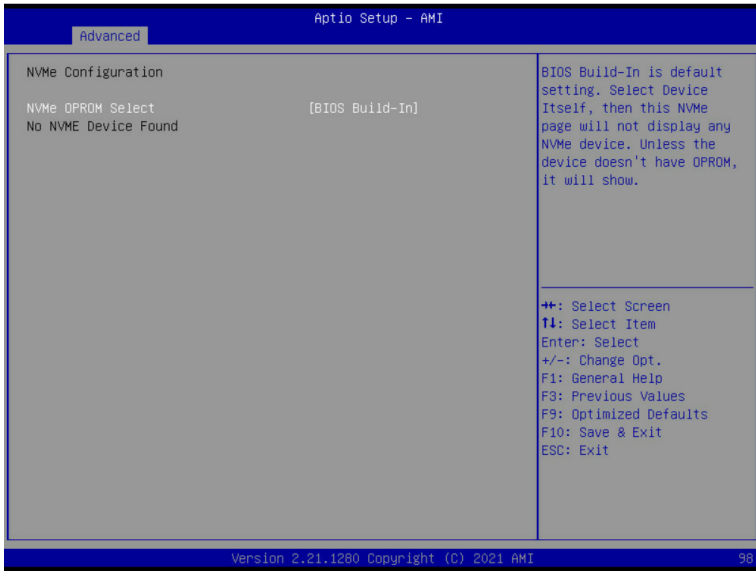 Aptio Setup – AMI
Advanced
NVMe Configuration
NVMe OPROM Select [BIOS Build-In]
No NVME Device Found
BIOS Build-In is default
setting. Select Device
Itself, then this NVMe
page will not display any
NVMe device. Unless the
device doesn't have OPROM,
it will show.
→←: Select Screen
↑↓: Select Item
Enter: Select
+/-: Change Opt.
F1: General Help
F3: Previous Values
F9: Optimized Defaults
F10: Save & Exit
ESC: Exit
Version 2.21.1280 Copyright (C) 2021 AMI
98